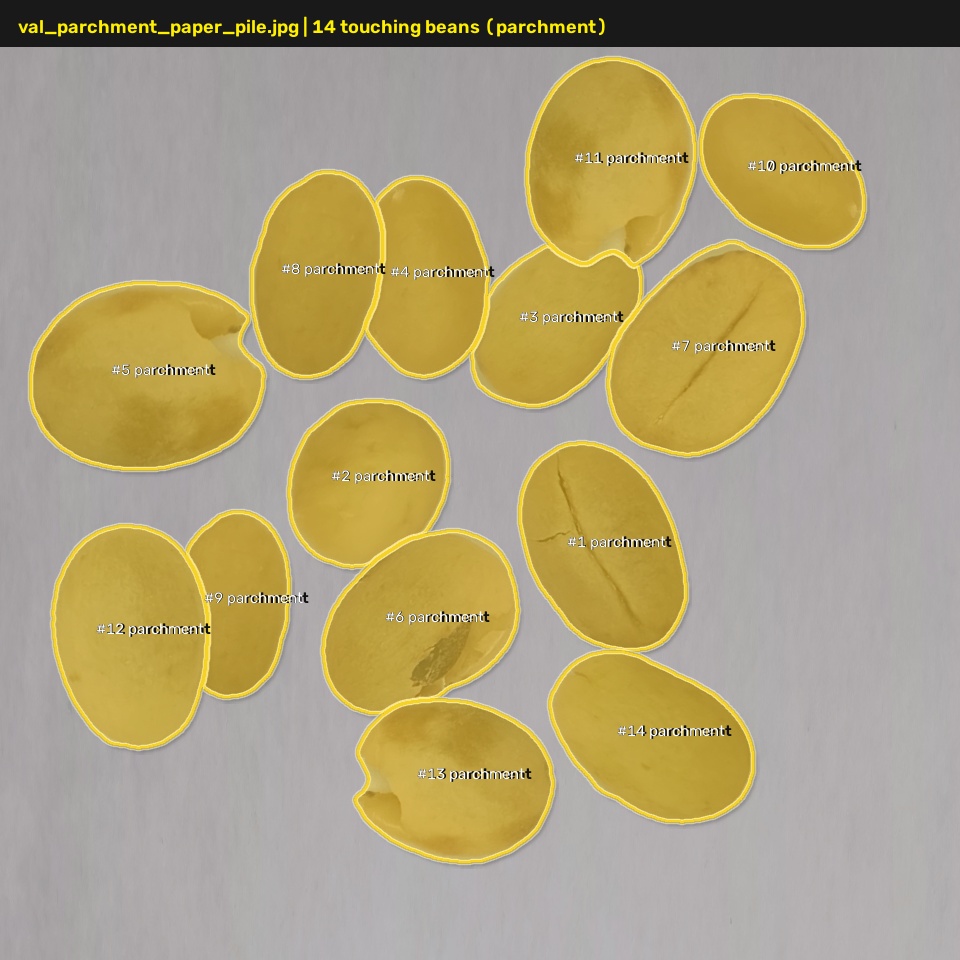 val_parchment_paper_pile.jpg | 14 touching beans (parchment)
#11 parchment
#10 parchment
#8 parchment
#4 parchment
#3 parchment
#7 parchment
#5 parchment
#2 parchment
#1 parchment
#9 parchment
#12 parchment
#6 parchment
#14 parchment
#13 parchment